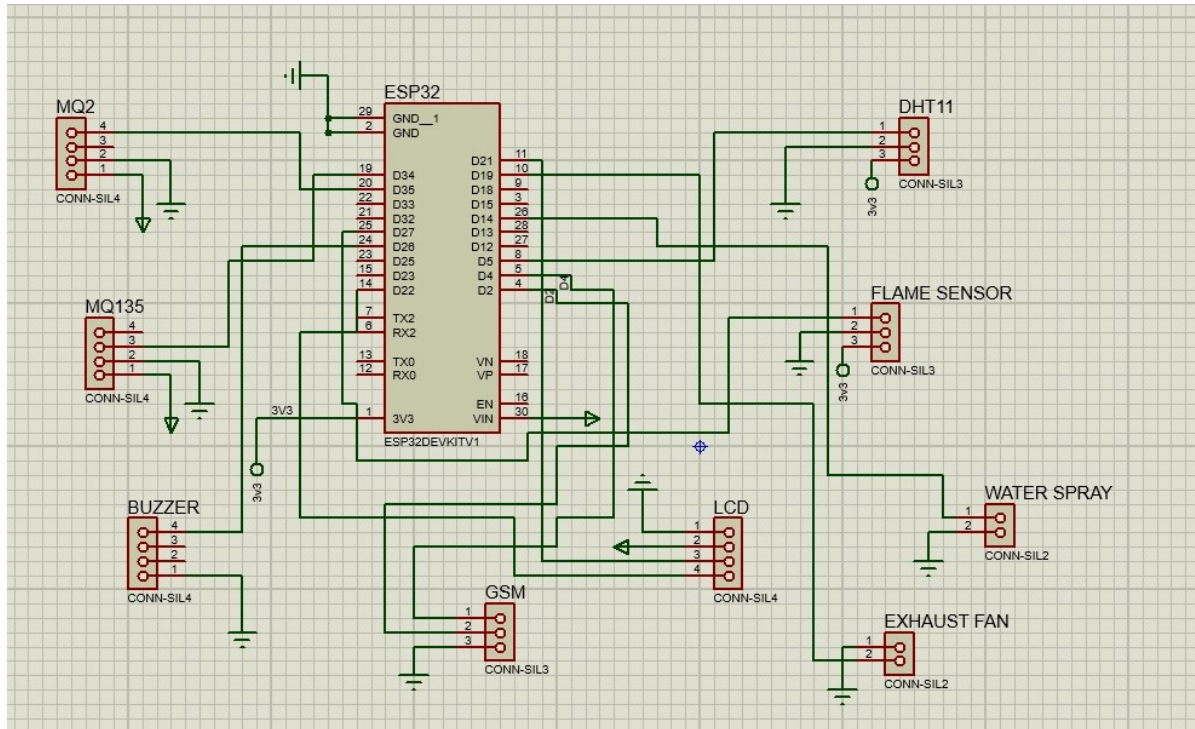 ESP32
29 GND__1
2 GND
19 D34
20 D35
22 D33
21 D32
25 D27
24 D26
23 D25
15 D23
14 D22
7 TX2
6 RX2
13 TX0
12 RX0
1 3V3
D21 11
D19 10
D18 9
D15 3
D14 26
D13 28
D12 27
D5 8
D4 5
D2 4
VN 18
VP 17
EN 16
VIN 30
ESP32DEVKITV1
D4
D2
3V3
3v3
MQ2
4
3
2
1
CONN-SIL4
MQ135
4
3
2
1
CONN-SIL4
BUZZER
4
3
2
1
CONN-SIL4
GSM
1
2
3
CONN-SIL3
LCD
1
2
3
4
CONN-SIL4
DHT11
1
2
3
CONN-SIL3
3v3
FLAME SENSOR
1
2
3
CONN-SIL3
3v3
WATER SPRAY
1
2
CONN-SIL2
EXHAUST FAN
1
2
CONN-SIL2